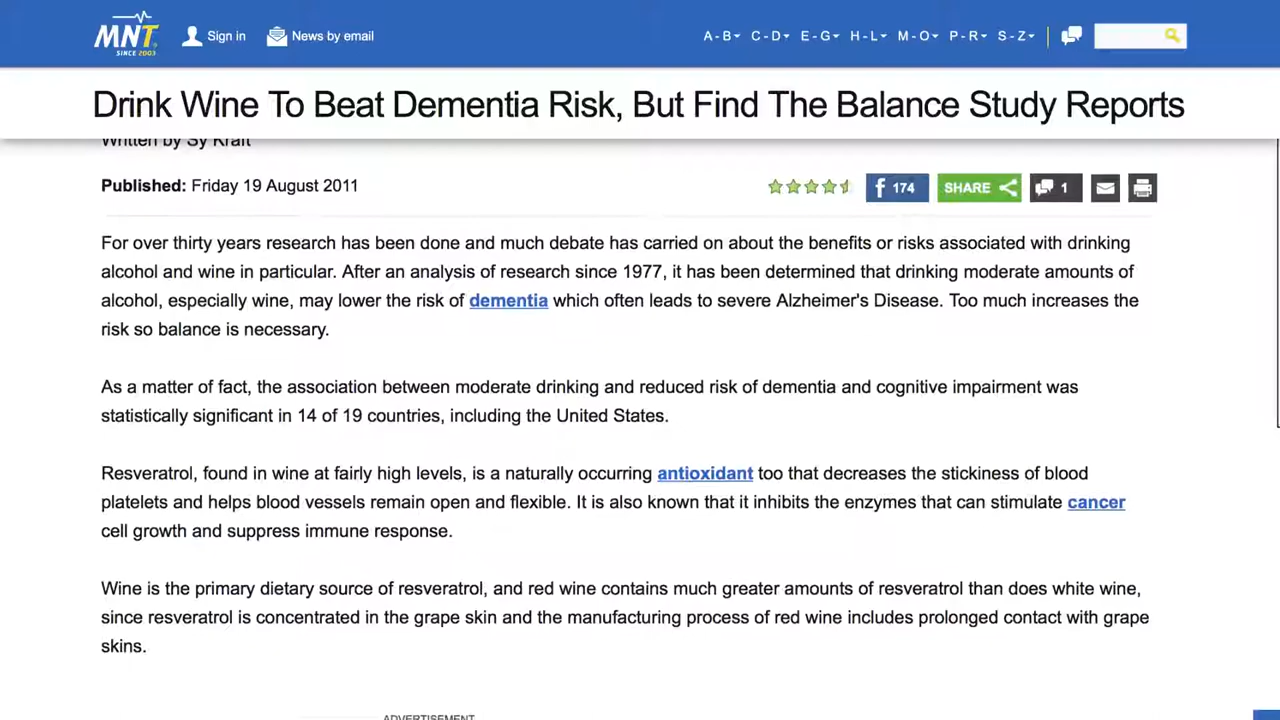 MNT
SINCE 2003
Sign in
News by email
A-B C-D E-G H-L M-O P-R S-Z
Drink Wine To Beat Dementia Risk, But Find The Balance Study Reports
Written by Sy Kraft
Published: Friday 19 August 2011
174
SHARE
1
For over thirty years research has been done and much debate has carried on about the benefits or risks associated with drinking
alcohol and wine in particular. After an analysis of research since 1977, it has been determined that drinking moderate amounts of
alcohol, especially wine, may lower the risk of dementia which often leads to severe Alzheimer's Disease. Too much increases the
risk so balance is necessary.
As a matter of fact, the association between moderate drinking and reduced risk of dementia and cognitive impairment was
statistically significant in 14 of 19 countries, including the United States.
Resveratrol, found in wine at fairly high levels, is a naturally occurring antioxidant too that decreases the stickiness of blood
platelets and helps blood vessels remain open and flexible. It is also known that it inhibits the enzymes that can stimulate cancer
cell growth and suppress immune response.
Wine is the primary dietary source of resveratrol, and red wine contains much greater amounts of resveratrol than does white wine,
since resveratrol is concentrated in the grape skin and the manufacturing process of red wine includes prolonged contact with grape
skins.
ADVERTISEMENT